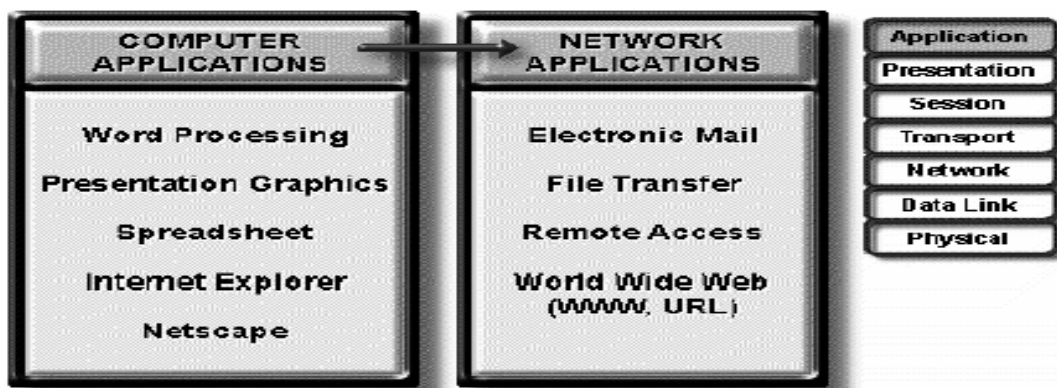 COMPUTER
APPLICATIONS
Word Processing
Presentation Graphics
Spreadsheet
Internet Explorer
Netscape
NETWORK
APPLICATIONS
Electronic Mail
File Transfer
Remote Access
World Wide Web
(WWW, URL)
Application
Presentation
Session
Transport
Network
Data Link
Physical